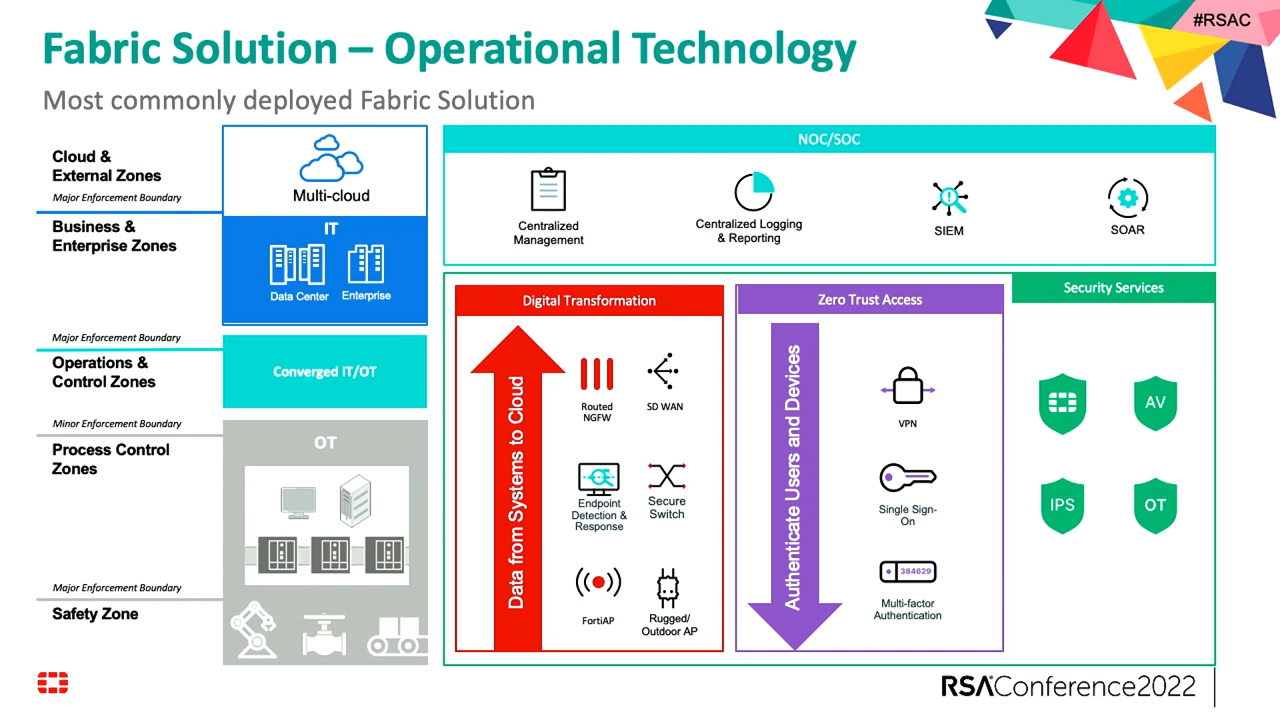 #RSAC
Fabric Solution – Operational Technology
Most commonly deployed Fabric Solution
Cloud &
External Zones
Major Enforcement Boundary
Business &
Enterprise Zones
Major Enforcement Boundary
Operations &
Control Zones
Minor Enforcement Boundary
Process Control
Zones
Major Enforcement Boundary
Safety Zone
Multi-cloud
IT
Data Center
Enterprise
Converged IT/OT
OT
NOC/SOC
Centralized
Management
Centralized Logging
& Reporting
SIEM
SOAR
Digital Transformation
Data from Systems to Cloud
Routed
NGFW
SD WAN
Endpoint
Detection &
Response
Secure
Switch
FortiAP
Rugged/
Outdoor AP
Zero Trust Access
Authenticate Users and Devices
VPN
Single Sign-
On
384629
Multi-factor
Authentication
Security Services
AV
IPS
OT
RSAConference2022